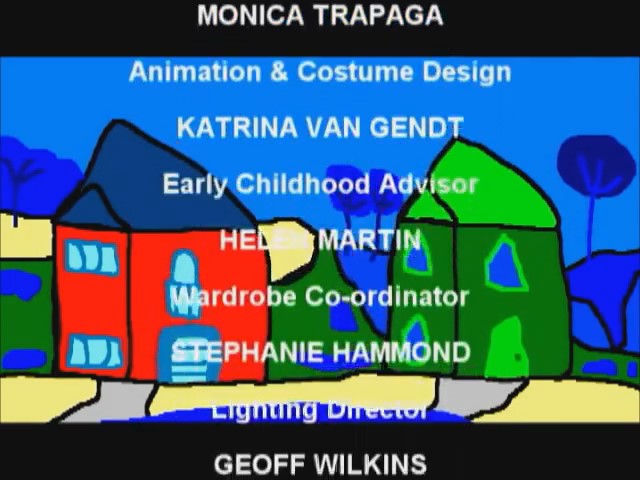 MONICA TRAPAGA
Animation & Costume Design
KATRINA VAN GENDT
Early Childhood Advisor
HELEN MARTIN
Wardrobe Co-ordinator
STEPHANIE HAMMOND
Lighting Director
GEOFF WILKINS